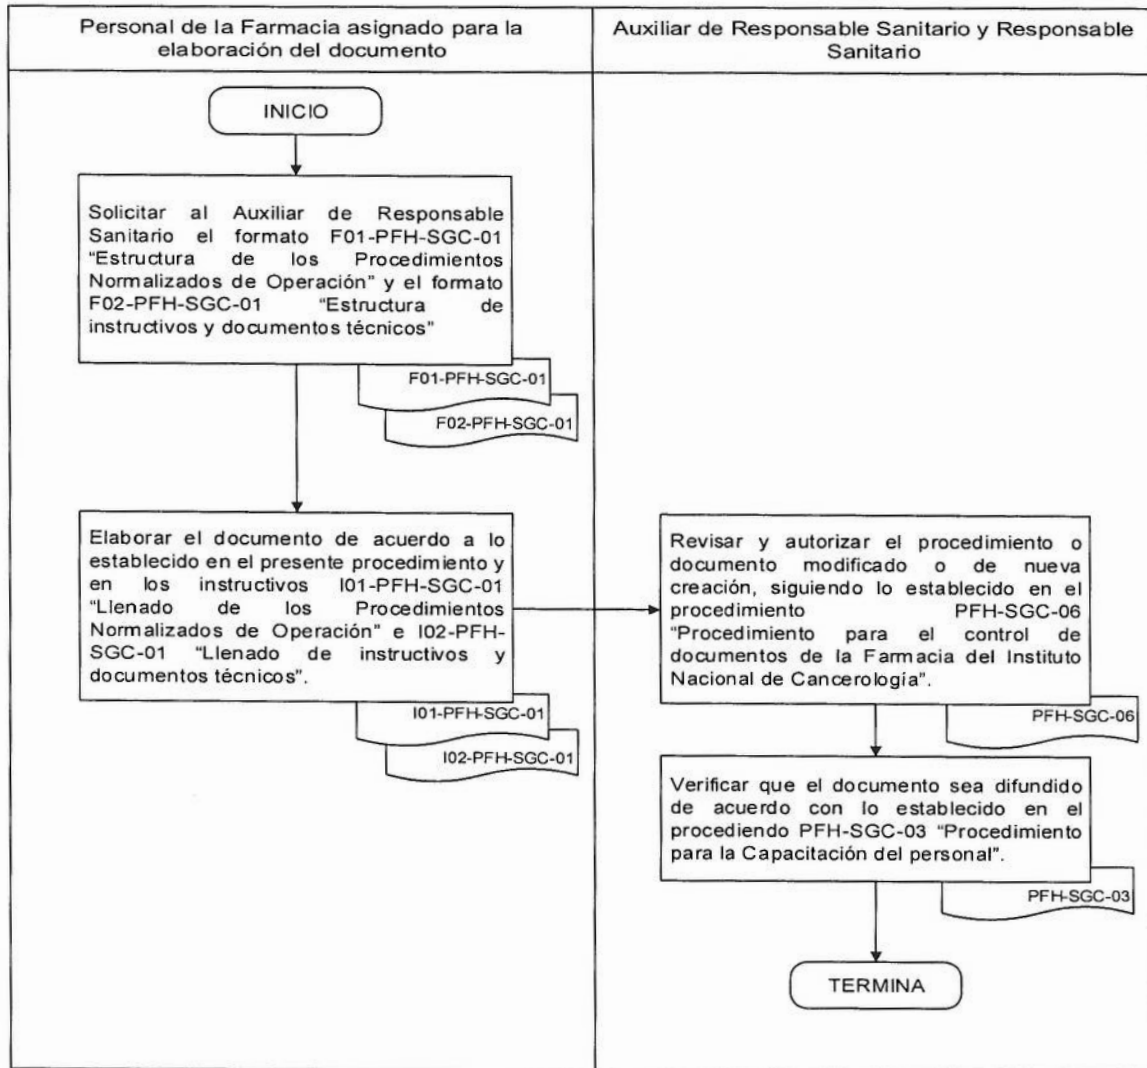 Personal de la Farmacia asignado para la
elaboración del documento
Auxiliar de Responsable Sanitario y Responsable
Sanitario
INICIO
Solicitar al Auxiliar de Responsable
Sanitario el formato F01-PFH-SGC-01
"Estructura de los Procedimientos
Normalizados de Operación" y el formato
F02-PFH-SGC-01 "Estructura de
instructivos y documentos técnicos"
F01-PFH-SGC-01
F02-PFH-SGC-01
Elaborar el documento de acuerdo a lo
establecido en el presente procedimiento y
en los instructivos I01-PFH-SGC-01
"Llenado de los Procedimientos
Normalizados de Operación" e I02-PFH-
SGC-01 "Llenado de instructivos y
documentos técnicos".
I01-PFH-SGC-01
I02-PFH-SGC-01
Revisar y autorizar el procedimiento o
documento modificado o de nueva
creación, siguiendo lo establecido en el
procedimiento PFH-SGC-06
"Procedimiento para el control de
documentos de la Farmacia del Instituto
Nacional de Cancerología".
PFH-SGC-06
Verificar que el documento sea difundido
de acuerdo con lo establecido en el
procediendo PFH-SGC-03 "Procedimiento
para la Capacitación del personal".
PFH-SGC-03
TERMINA